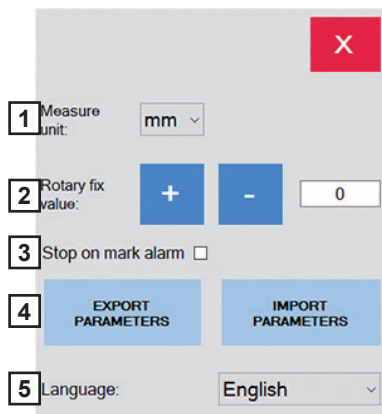 X
1 Measure unit: mm
2 Rotary fix value: + - 0
3 Stop on mark alarm
4 EXPORT PARAMETERS IMPORT PARAMETERS
5 Language: English